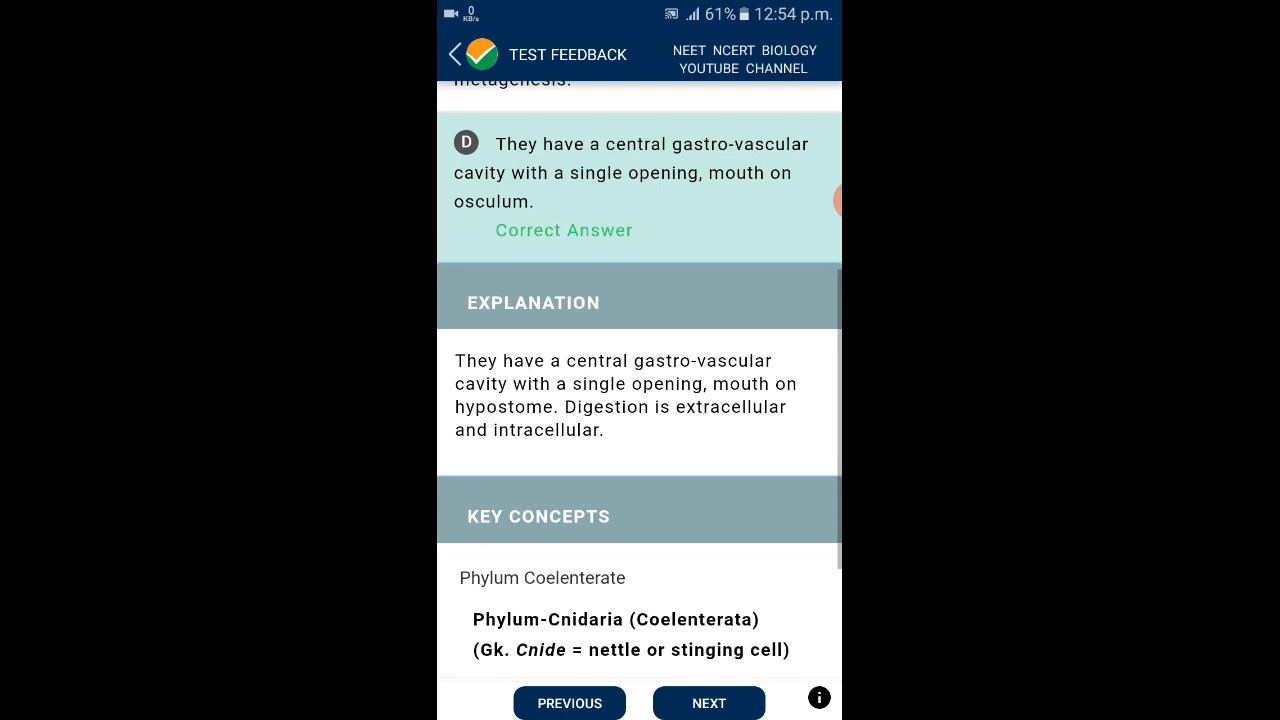 0
KB/s
61% 12:54 p.m.
TEST FEEDBACK
NEET NCERT BIOLOGY
YOUTUBE CHANNEL
metagenesis.
D They have a central gastro-vascular
cavity with a single opening, mouth on
osculum.
Correct Answer
EXPLANATION
They have a central gastro-vascular
cavity with a single opening, mouth on
hypostome. Digestion is extracellular
and intracellular.
KEY CONCEPTS
Phylum Coelenterate
Phylum-Cnidaria (Coelenterata)
(Gk. Cnide = nettle or stinging cell)
PREVIOUS
NEXT
i